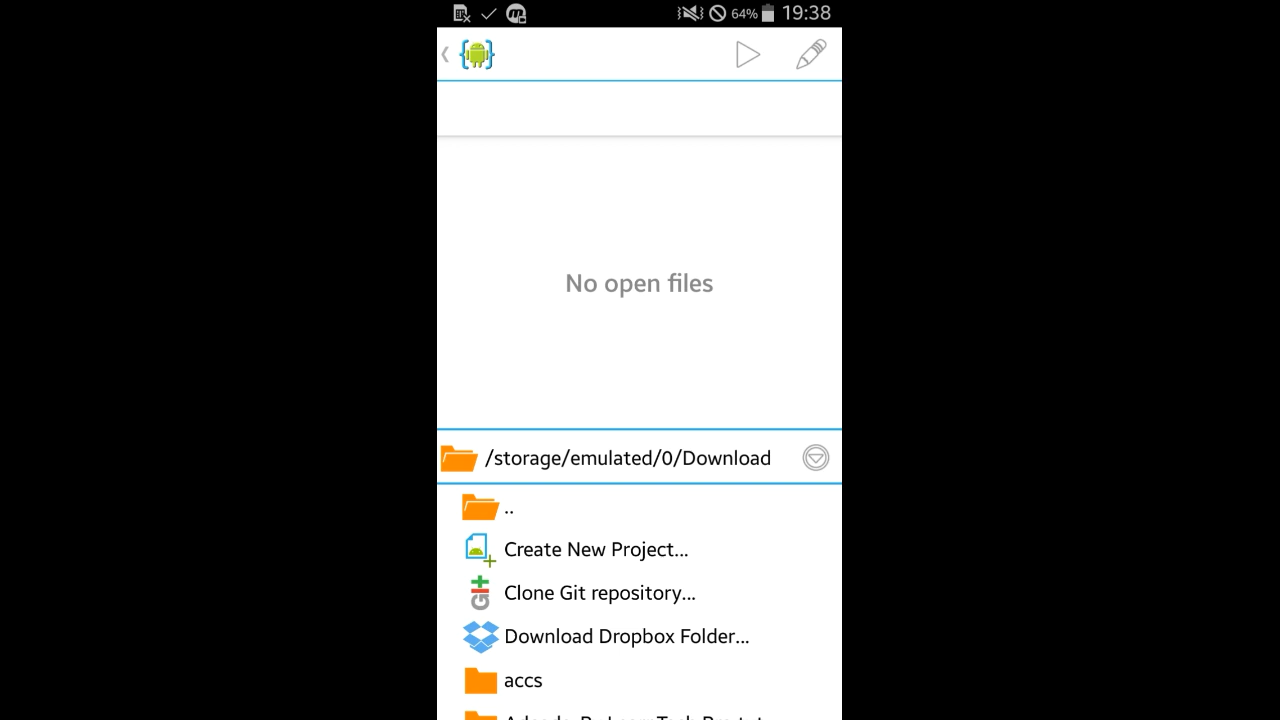 64% 19:38
No open files
/storage/emulated/0/Download
..
Create New Project...
Clone Git repository...
Download Dropbox Folder...
accs